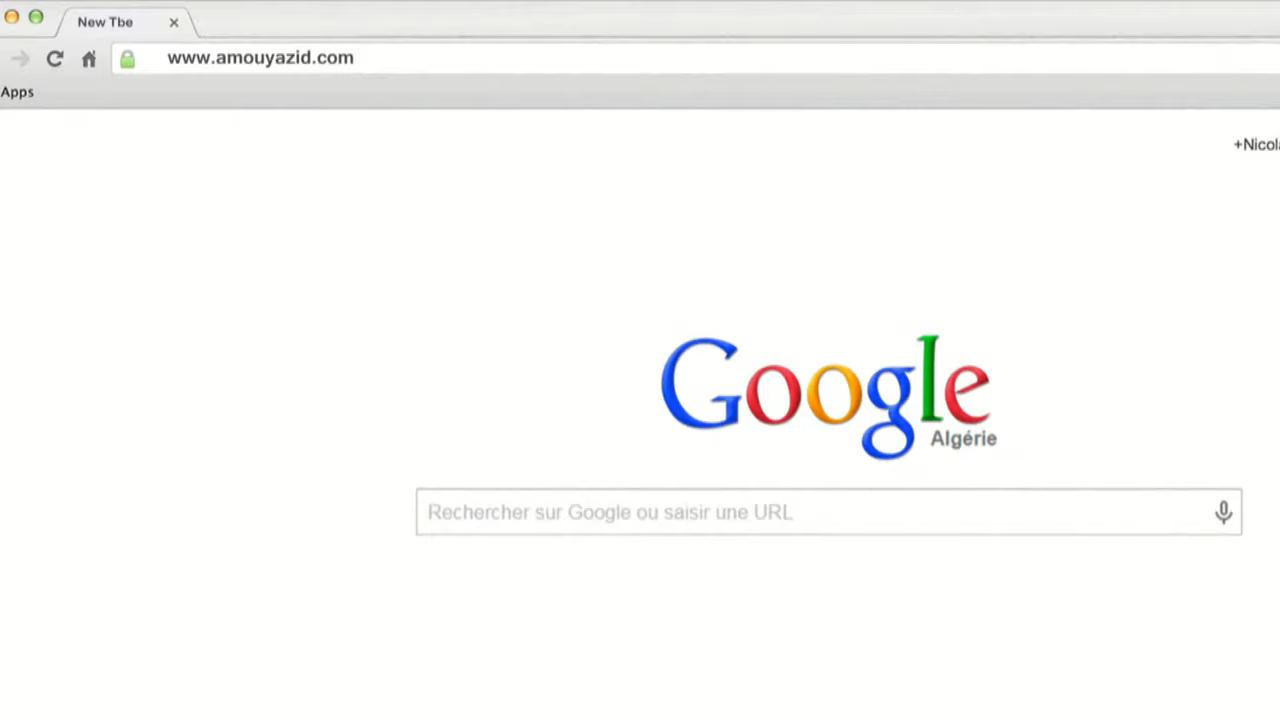 New Tbe
www.amouyazid.com
Apps
+Nicol
Google
Algérie
Rechercher sur Google ou saisir une URL